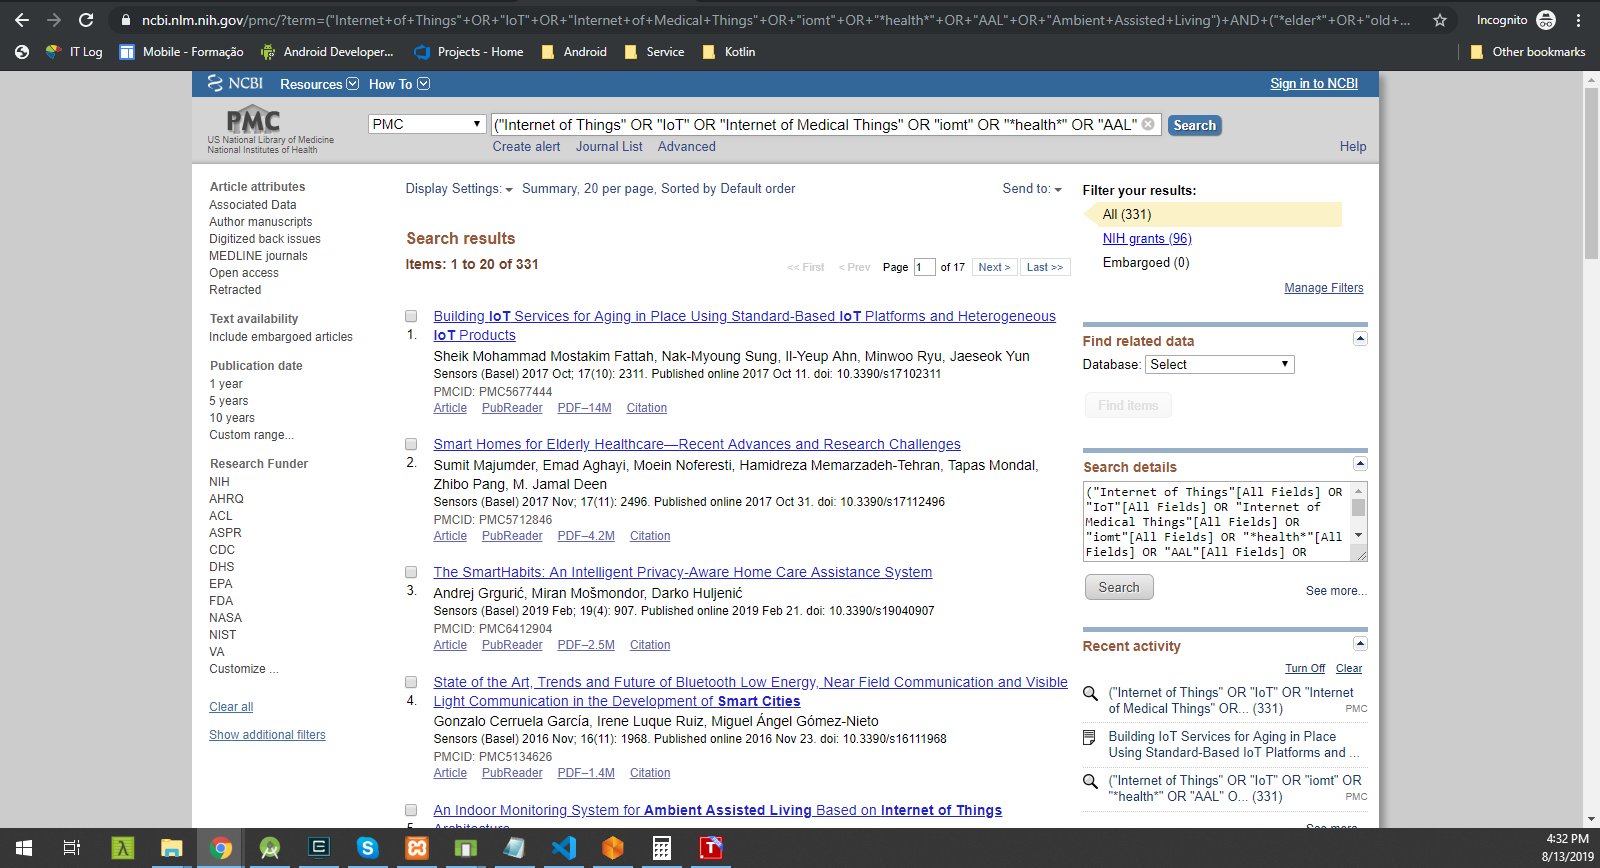 ncbi.nlm.nih.gov/pmc/?term=("Internet+of+Things"+OR+"IoT"+OR+"Internet+of+Medical+Things"+OR+"iomt"+OR+"*health*"+OR+"AAL"+OR+"Ambient+Assisted+Living")+AND+("*elder*"+OR+"old+...
Incognito
IT Log
Mobile - Formação
Android Developer...
Projects - Home
Android
Service
Kotlin
Other bookmarks
NCBI
Resources
How To
Sign in to NCBI
PMC
US National Library of Medicine
National Institutes of Health
PMC
("Internet of Things" OR "IoT" OR "Internet of Medical Things" OR "iomt" OR "*health*" OR "AAL"
Search
Create alert
Journal List
Advanced
Help
Article attributes
Associated Data
Author manuscripts
Digitized back issues
MEDLINE journals
Open access
Retracted
Text availability
Include embargoed articles
Publication date
1 year
5 years
10 years
Custom range...
Research Funder
NIH
AHRQ
ACL
ASPR
CDC
DHS
EPA
FDA
NASA
NIST
VA
Customize ...
Clear all
Show additional filters
Display Settings:
Summary, 20 per page, Sorted by Default order
Send to:
Search results
Items: 1 to 20 of 331
<< First
< Prev
Page 1 of 17
Next >
Last >>
1.
Building IoT Services for Aging in Place Using Standard-Based IoT Platforms and Heterogeneous
IoT Products
Sheik Mohammad Mostakim Fattah, Nak-Myoung Sung, Il-Yeup Ahn, Minwoo Ryu, Jaeseok Yun
Sensors (Basel) 2017 Oct; 17(10): 2311. Published online 2017 Oct 11. doi: 10.3390/s17102311
PMCID: PMC5677444
Article PubReader PDF–14M Citation
2.
Smart Homes for Elderly Healthcare—Recent Advances and Research Challenges
Sumit Majumder, Emad Aghayi, Moein Noferesti, Hamidreza Memarzadeh-Tehran, Tapas Mondal,
Zhibo Pang, M. Jamal Deen
Sensors (Basel) 2017 Nov; 17(11): 2496. Published online 2017 Oct 31. doi: 10.3390/s17112496
PMCID: PMC5712846
Article PubReader PDF–4.2M Citation
3.
The SmartHabits: An Intelligent Privacy-Aware Home Care Assistance System
Andrej Grgurić, Miran Mošmondor, Darko Huljenić
Sensors (Basel) 2019 Feb; 19(4): 907. Published online 2019 Feb 21. doi: 10.3390/s19040907
PMCID: PMC6412904
Article PubReader PDF–2.5M Citation
4.
State of the Art, Trends and Future of Bluetooth Low Energy, Near Field Communication and Visible
Light Communication in the Development of Smart Cities
Gonzalo Cerruela García, Irene Luque Ruiz, Miguel Ángel Gómez-Nieto
Sensors (Basel) 2016 Nov; 16(11): 1968. Published online 2016 Nov 23. doi: 10.3390/s16111968
PMCID: PMC5134626
Article PubReader PDF–1.4M Citation
5.
An Indoor Monitoring System for Ambient Assisted Living Based on Internet of Things
Architecture
Filter your results:
All (331)
NIH grants (96)
Embargoed (0)
Manage Filters
Find related data
Database: Select
Find items
Search details
("Internet of Things"[All Fields] OR
"IoT"[All Fields] OR "Internet of
Medical Things"[All Fields] OR
"iomt"[All Fields] OR "*health*"[All
Fields] OR "AAL"[All Fields] OR
Search
See more...
Recent activity
Turn Off
Clear
("Internet of Things" OR "IoT" OR "Internet
of Medical Things" OR... (331)
PMC
Building IoT Services for Aging in Place
Using Standard-Based IoT Platforms and ...
("Internet of Things" OR "IoT" OR "iomt" OR
"*health*" OR "AAL" O... (331)
PMC
See more...
4:32 PM
8/13/2019